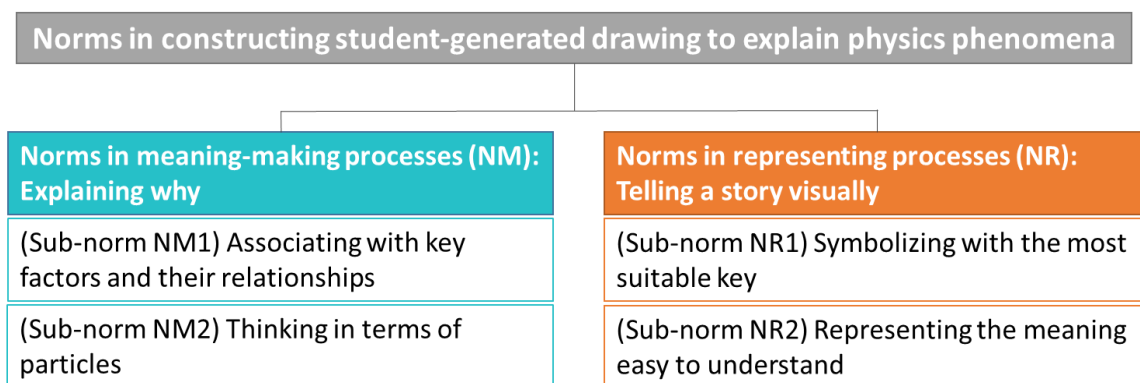 Norms in constructing student-generated drawing to explain physics phenomena
Norms in meaning-making processes (NM):
Explaining why
(Sub-norm NM1) Associating with key
factors and their relationships
(Sub-norm NM2) Thinking in terms of
particles
Norms in representing processes (NR):
Telling a story visually
(Sub-norm NR1) Symbolizing with the most
suitable key
(Sub-norm NR2) Representing the meaning
easy to understand